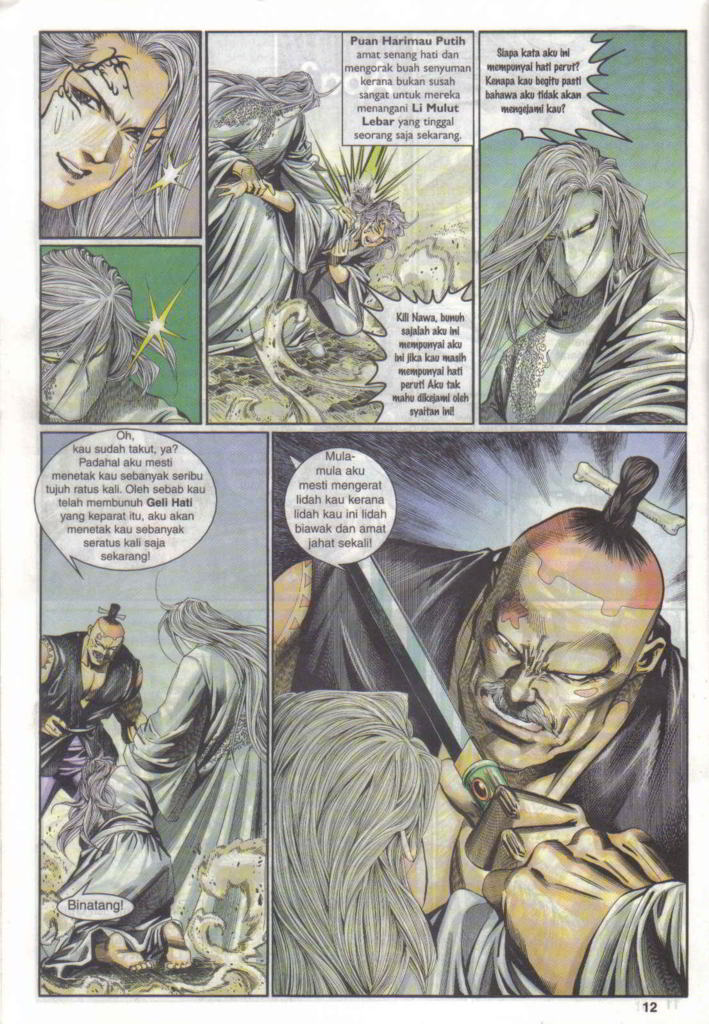 Puan Harimau Putih
amat senang hati dan
mengorak buah senyuman
kerana bukan susah
sangat untuk mereka
menangani Li Mulut
Lebar yang tinggal
seorang saja sekarang.
Kili Nawa, bunuh
sajalah aku ini
mempunyai aku
ini jika kau masih
mempunyai hati
perut! Aku tak
mahu dikejami oleh
syaitan ini!
Siapa kata aku ini
mempunyai hati perut?
Kenapa kau begitu pasti
bahawa aku tidak akan
mengejami kau?
Oh,
kau sudah takut, ya?
Padahal aku mesti
menetak kau sebanyak seribu
tujuh ratus kali. Oleh sebab kau
telah membunuh Geli Hati
yang keparat itu, aku akan
menetak kau sebanyak
seratus kali saja
sekarang!
Binatang!
Mula-
mula aku
mesti mengerat
lidah kau kerana
lidah kau ini lidah
biawak dan amat
jahat sekali!
12